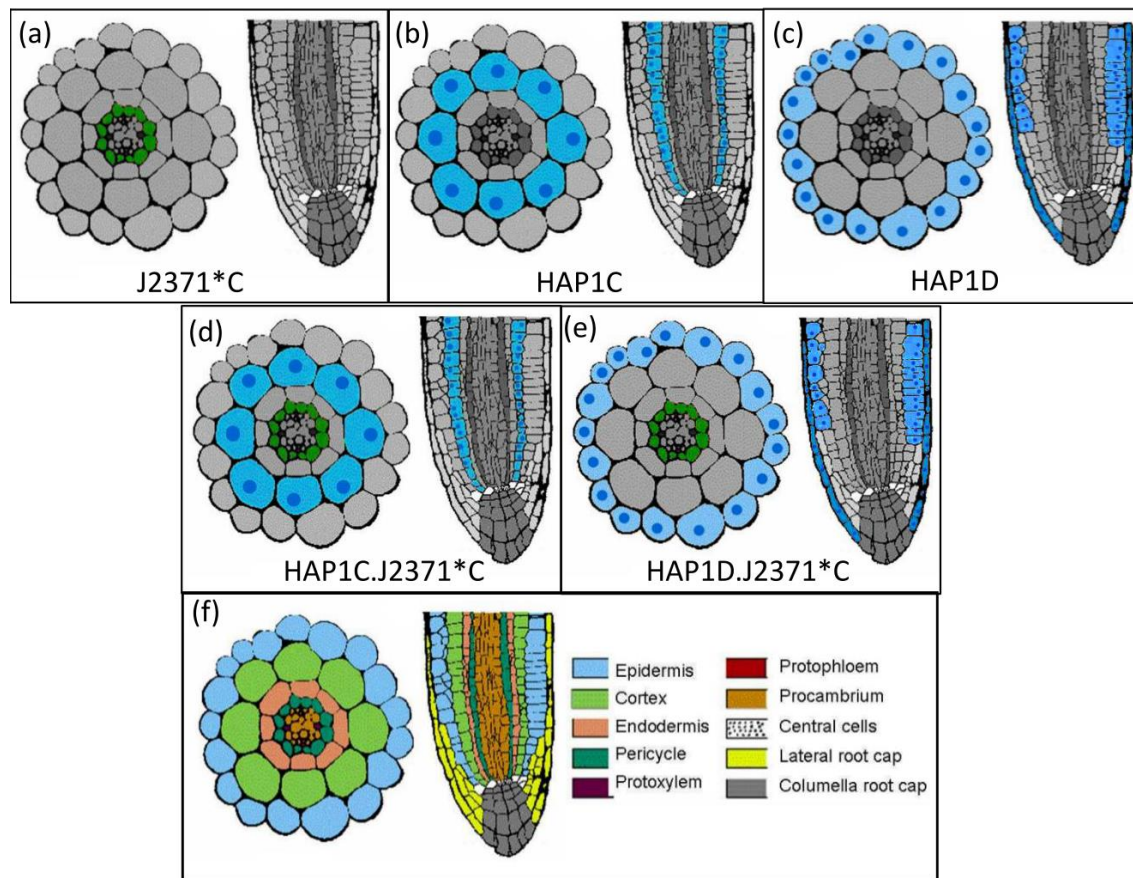 (a)
J2371*C
(b)
HAP1C
(c)
HAP1D
(d)
HAP1C.J2371*C
(e)
HAP1D.J2371*C
(f)
Epidermis
Cortex
Endodermis
Pericycle
Protoxylem
Protophloem
Procambrium
Central cells
Lateral root cap
Columella root cap